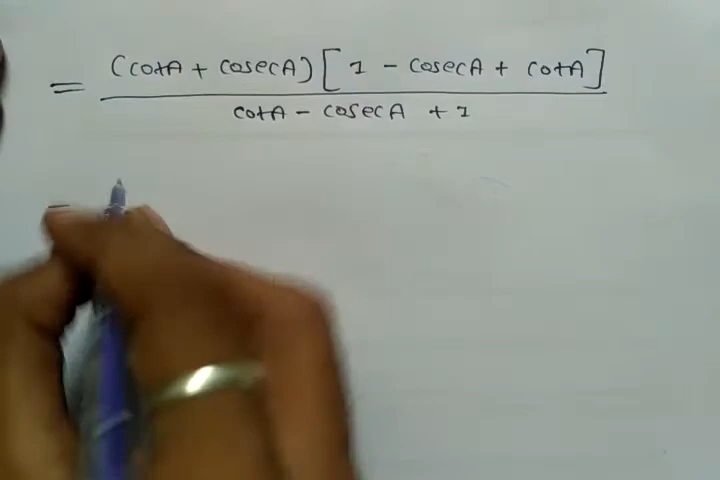 = (cotA + cosecA) [1 - cosecA + cotA]
cotA - cosecA + 1
=